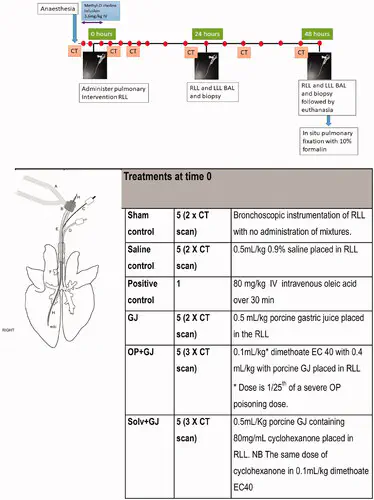 Anaesthesia
Methyl D-medine
infusion
1.6mg/kg IV
0 hours
24 hours
48 hours
CT
CT
CT
CT
CT
CT
CT
CT
CT
Administer pulmonary
Intervention RLL
RLL and LLL BAL
and biopsy
RLL and LLL BAL
and biopsy
followed by
euthanasia
In situ pulmonary
fixation with 10%
formalin
RIGHT
Treatments at time 0
Sham control
5 (2 x CT scan)
Bronchoscopic instrumentation of RLL
with no administration of mixtures.
Saline control
5 (2 X CT scan)
0.5mL/kg 0.9% saline placed in RLL
Positive control
1
80 mg/kg IV intravenous oleic acid
over 30 min
GJ
5 (2 X CT scan)
0.5 mL/kg porcine gastric juice placed
in the RLL
OP+GJ
5 (3 X CT scan)
0.1mL/kg* dimethoate EC 40 with 0.4
mL/kg with porcine GJ placed in RLL
* Dose is 1/25th of a severe OP
poisoning dose.
Solv+GJ
5 (3 X CT scan)
0.5mL/Kg porcine GJ containing
80mg/mL cyclohexanone placed in
RLL. NB The same dose of
cyclohexanone in 0.1mL/kg dimethoate
EC40